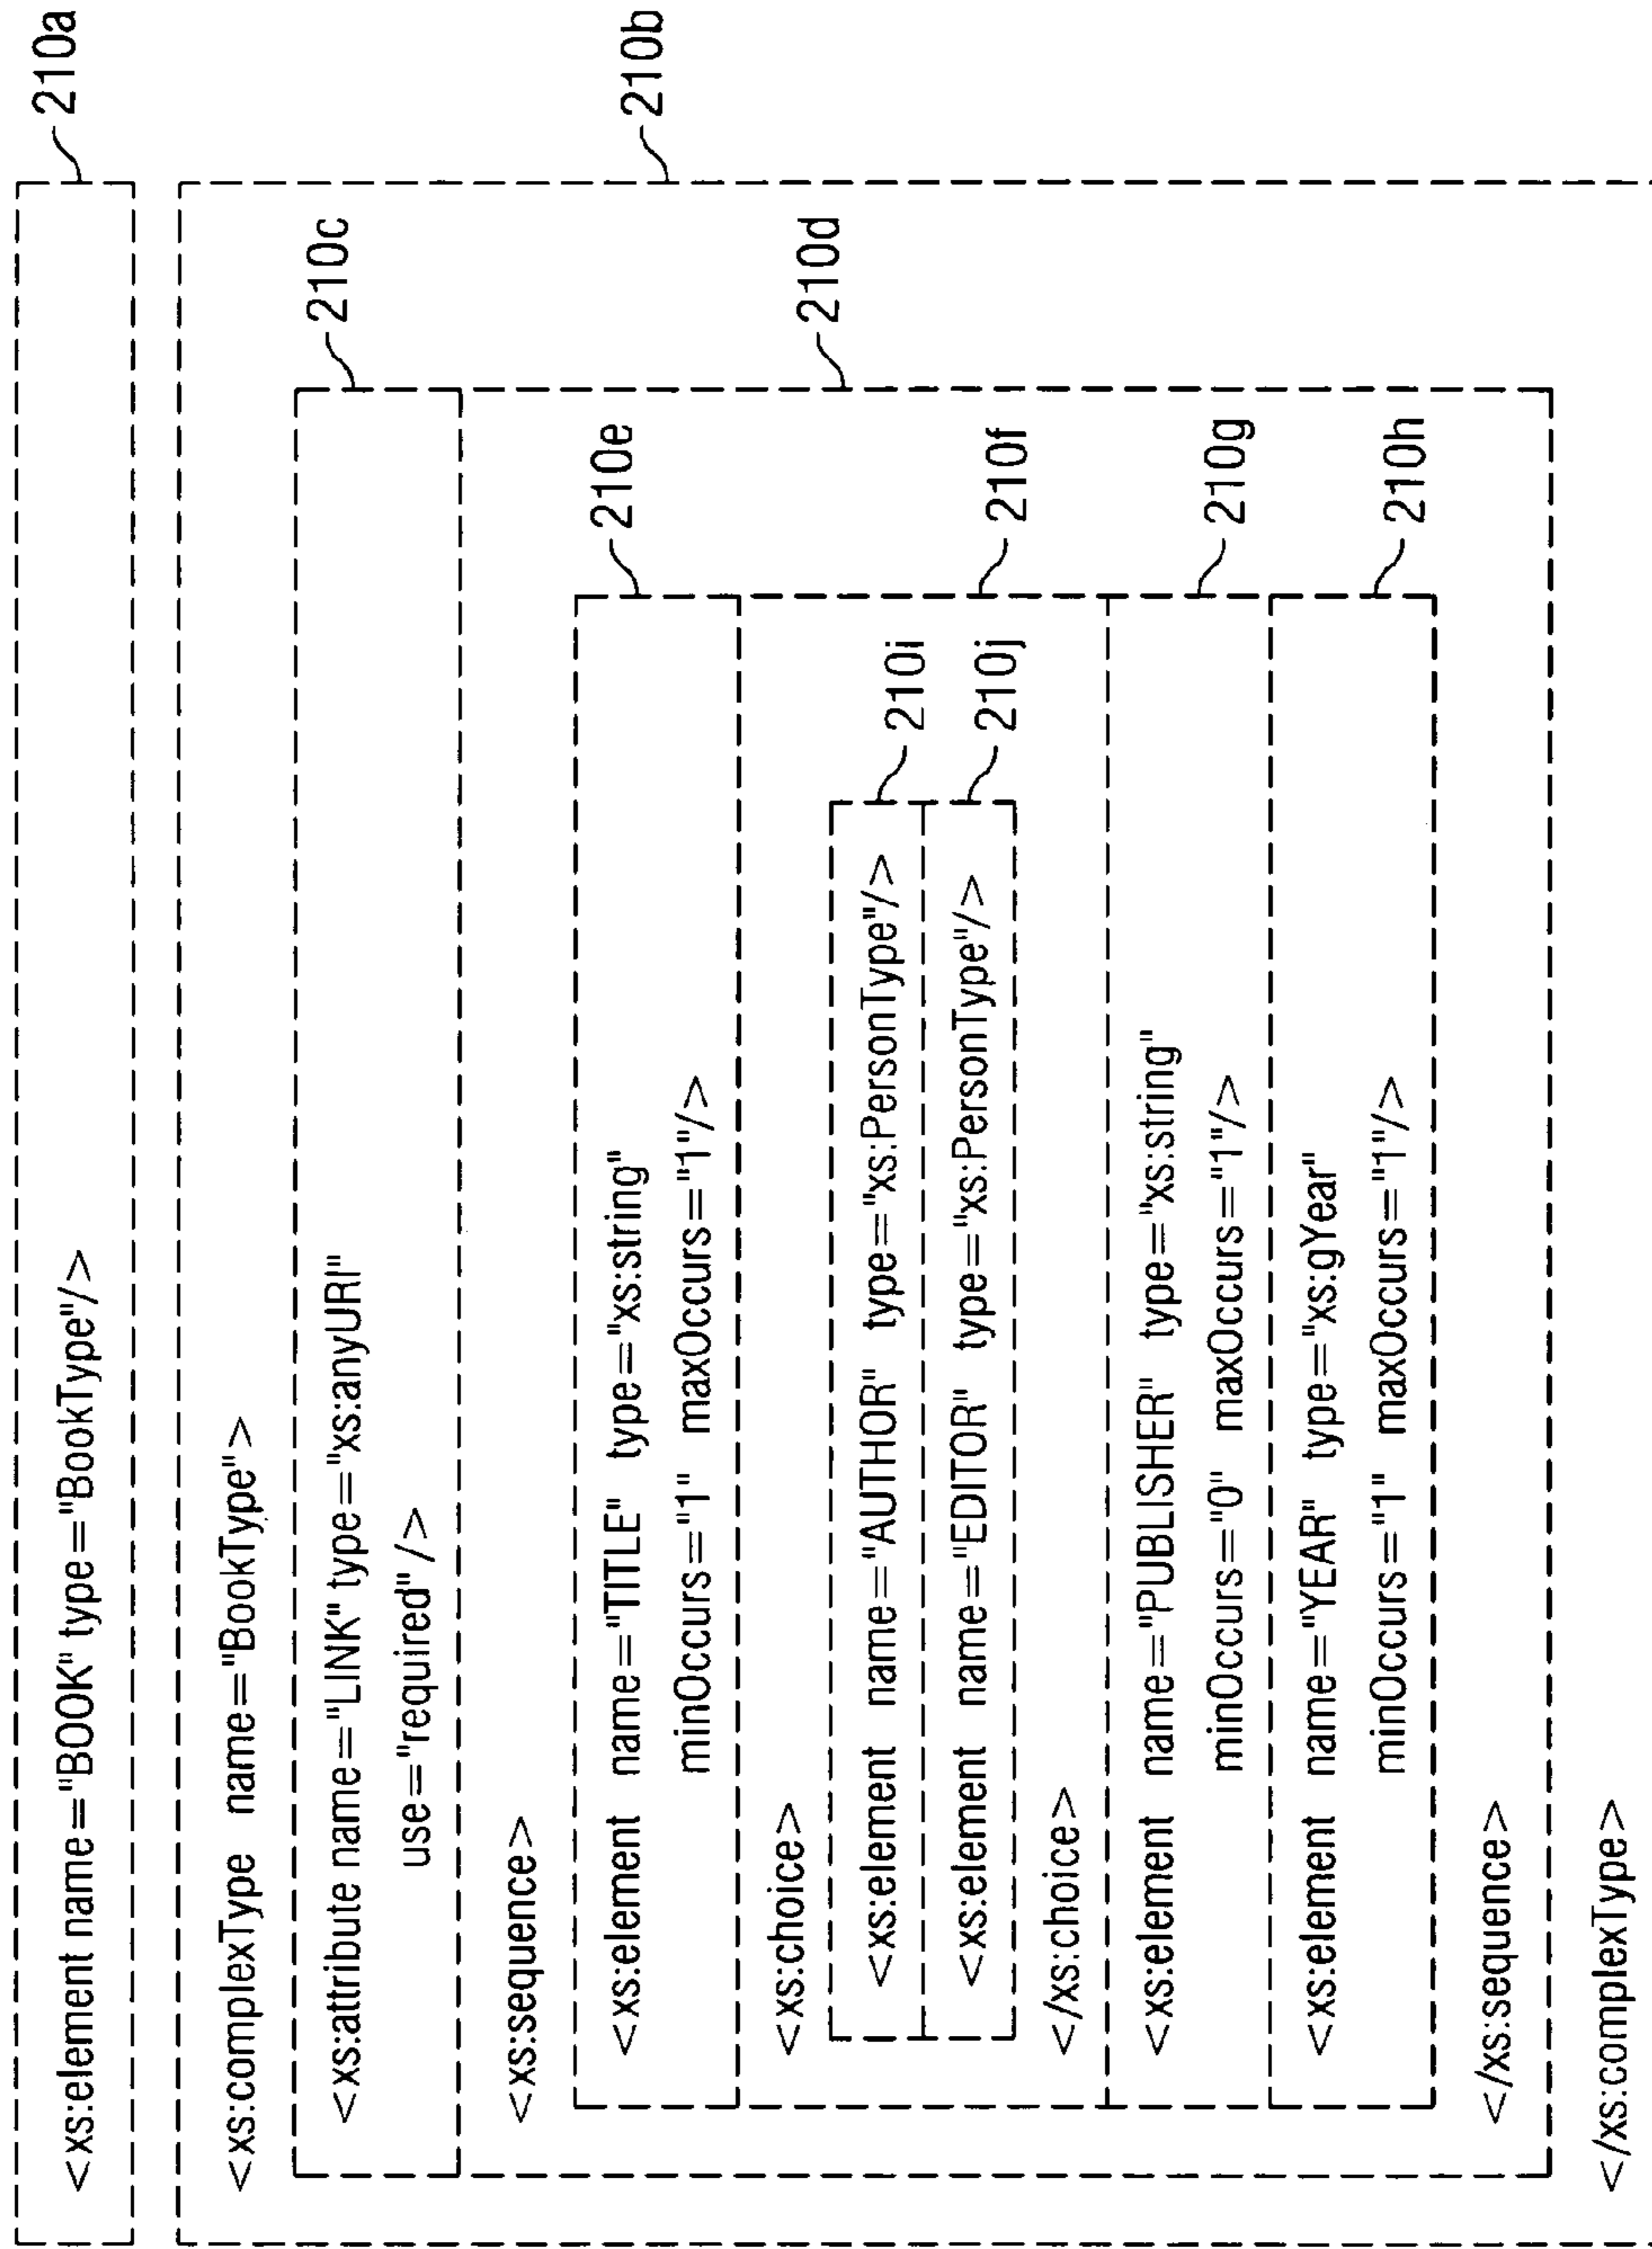 <xs:element name="BOOK" type="BookType"/>
210a
<xs:complexType name="BookType">
210b
<xs:attribute name="LINK" type="xs:anyURI"
use="required"/>
210c
<xs:sequence>
210d
<xs:element name="TITLE" type="xs:string"
minOccurs="1" maxOccurs="1"/>
210e
<xs:choice>
<xs:element name="AUTHOR" type="xs:PersonType"/>
210i
<xs:element name="EDITOR" type="xs:PersonType"/>
210j
</xs:choice>
210f
<xs:element name="PUBLISHER" type="xs:string"
minOccurs="0" maxOccurs="1"/>
210g
<xs:element name="YEAR" type="xs:gYear"
minOccurs="1" maxOccurs="1"/>
210h
</xs:sequence>
</xs:complexType>